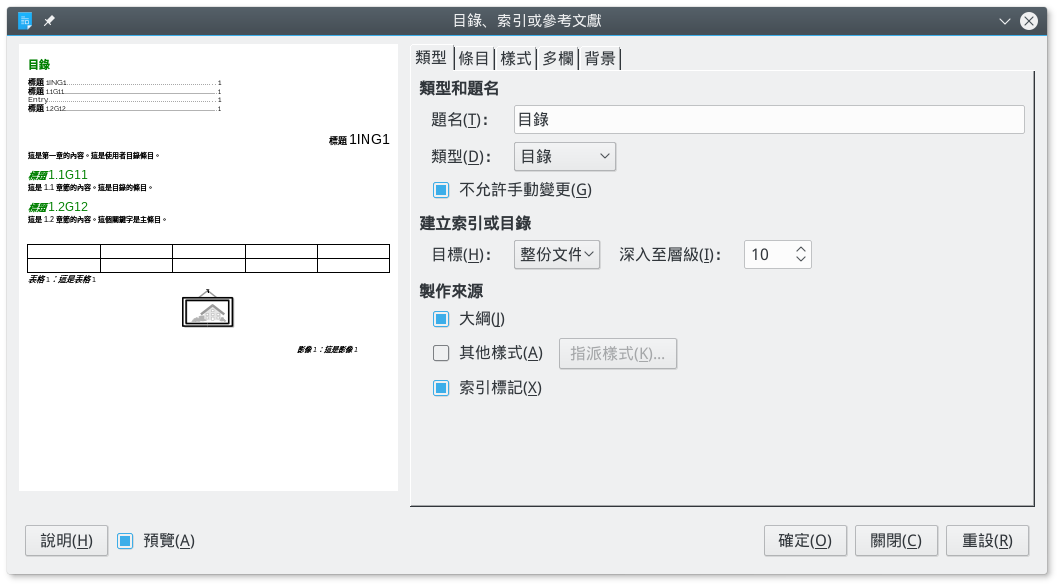 目錄、索引或參考文獻
目錄
標題 1ING1 1
標題 1.1G11 1
Entry 1
標題 1.2G12 1
標題 1ING1
這是第一章的內容。這是使用者目錄條目。
標題1.1G11
這是 1.1 章節的內容。這是目錄的條目。
標題1.2G12
這是 1.2 章節的內容。這個關鍵字是主條目。
表格 1：這是表格 1
影像 1：這是影像 1
類型 條目 樣式 多欄 背景
類型和題名
題名(T)： 目錄
類型(D)： 目錄
不允許手動變更(G)
建立索引或目錄
目標(H)： 整份文件 深入至層級(I)： 10
製作來源
大綱(J)
其他樣式(A) 指派樣式(K)...
索引標記(X)
說明(H) 預覽(A) 確定(O) 關閉(C) 重設(R)